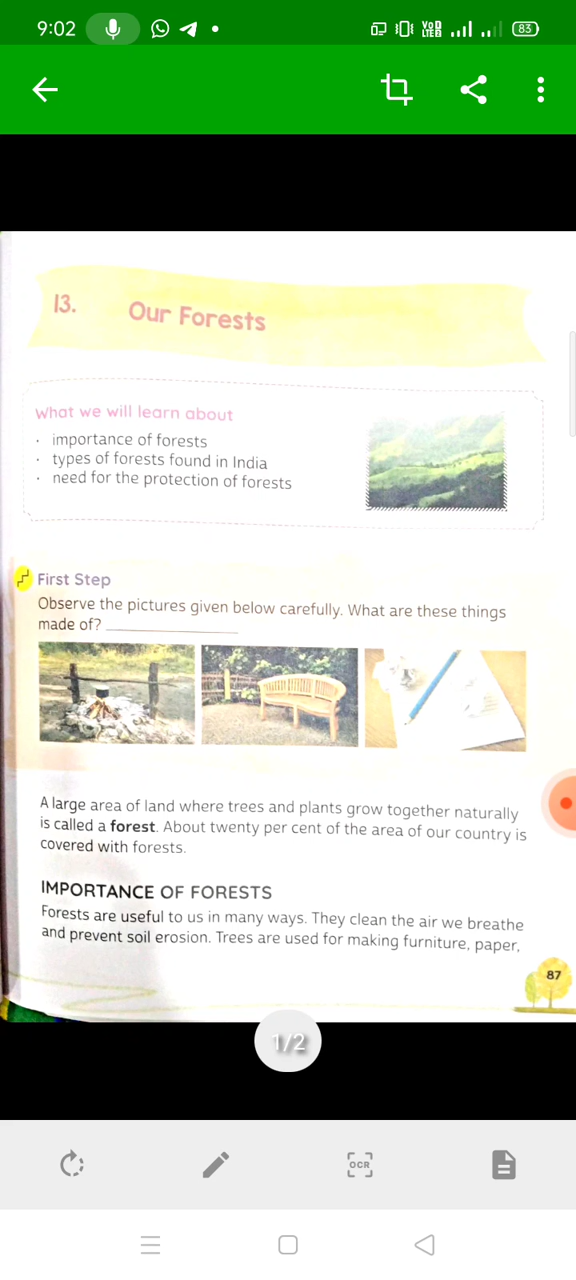 9:02
VoD
LTE2
83
13. Our Forests
What we will learn about
· importance of forests
· types of forests found in India
· need for the protection of forests
First Step
Observe the pictures given below carefully. What are these things
made of?
A large area of land where trees and plants grow together naturally
is called a forest. About twenty per cent of the area of our country is
covered with forests.
IMPORTANCE OF FORESTS
Forests are useful to us in many ways. They clean the air we breathe
and prevent soil erosion. Trees are used for making furniture, paper,
87
1/2
OCR